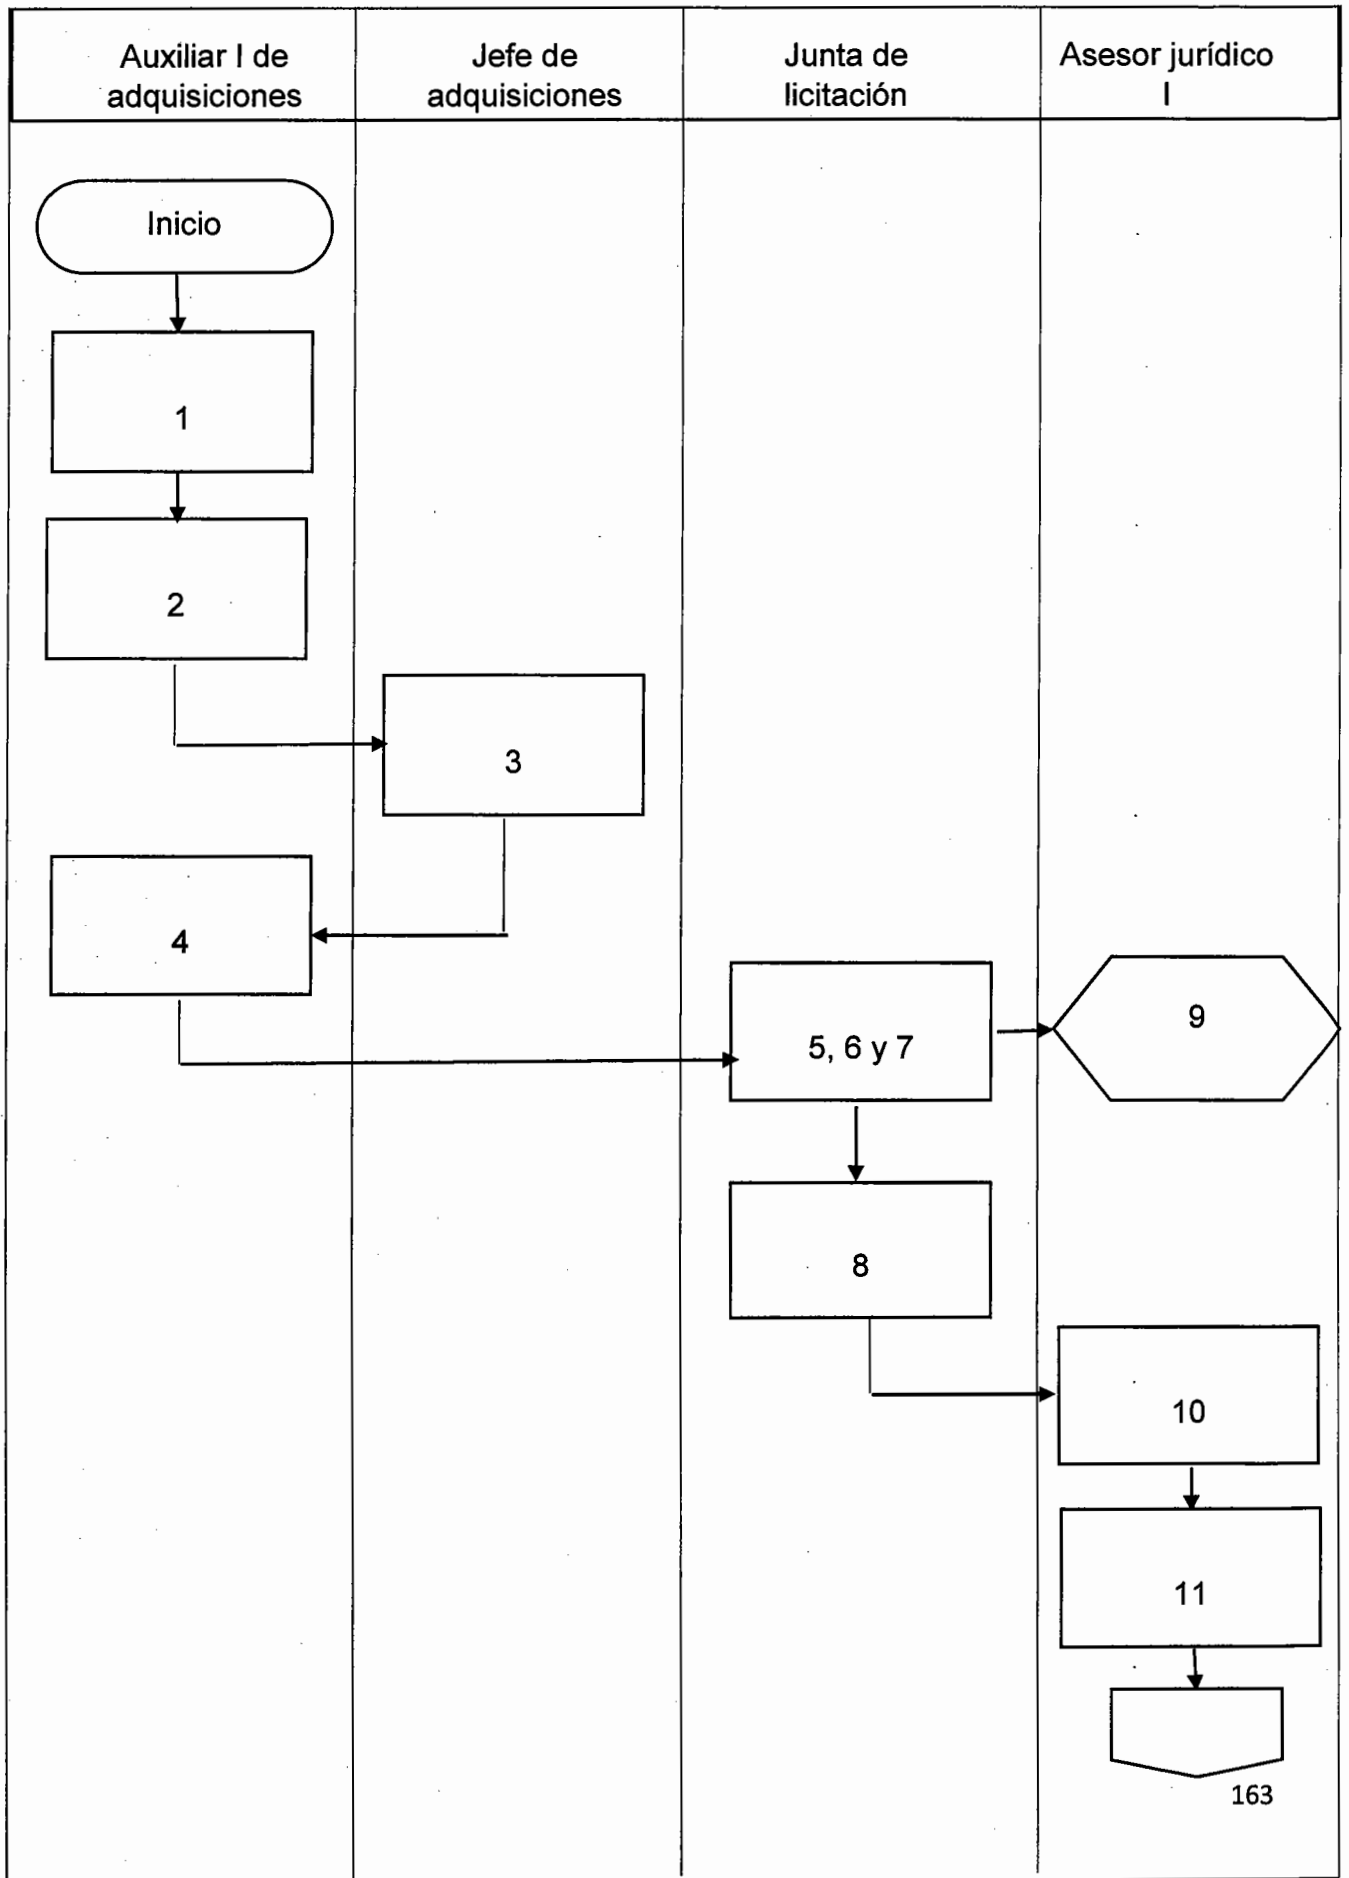 Auxiliar I de
adquisiciones
Jefe de
adquisiciones
Junta de
licitación
Asesor jurídico
I
Inicio
1
2
3
4
5, 6 y 7
9
8
10
11
163